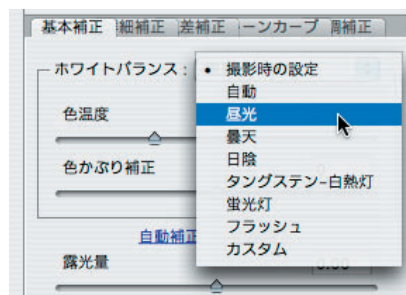 基本補正 細補正 差補正 ーンカーブ 周補正
ホワイトバランス: • 撮影時の設定
自動
色温度 昼光
曇天
日陰
色かぶり補正 タングステン-白熱灯
蛍光灯
自動補正 フラッシュ
カスタム
露光量 0.00